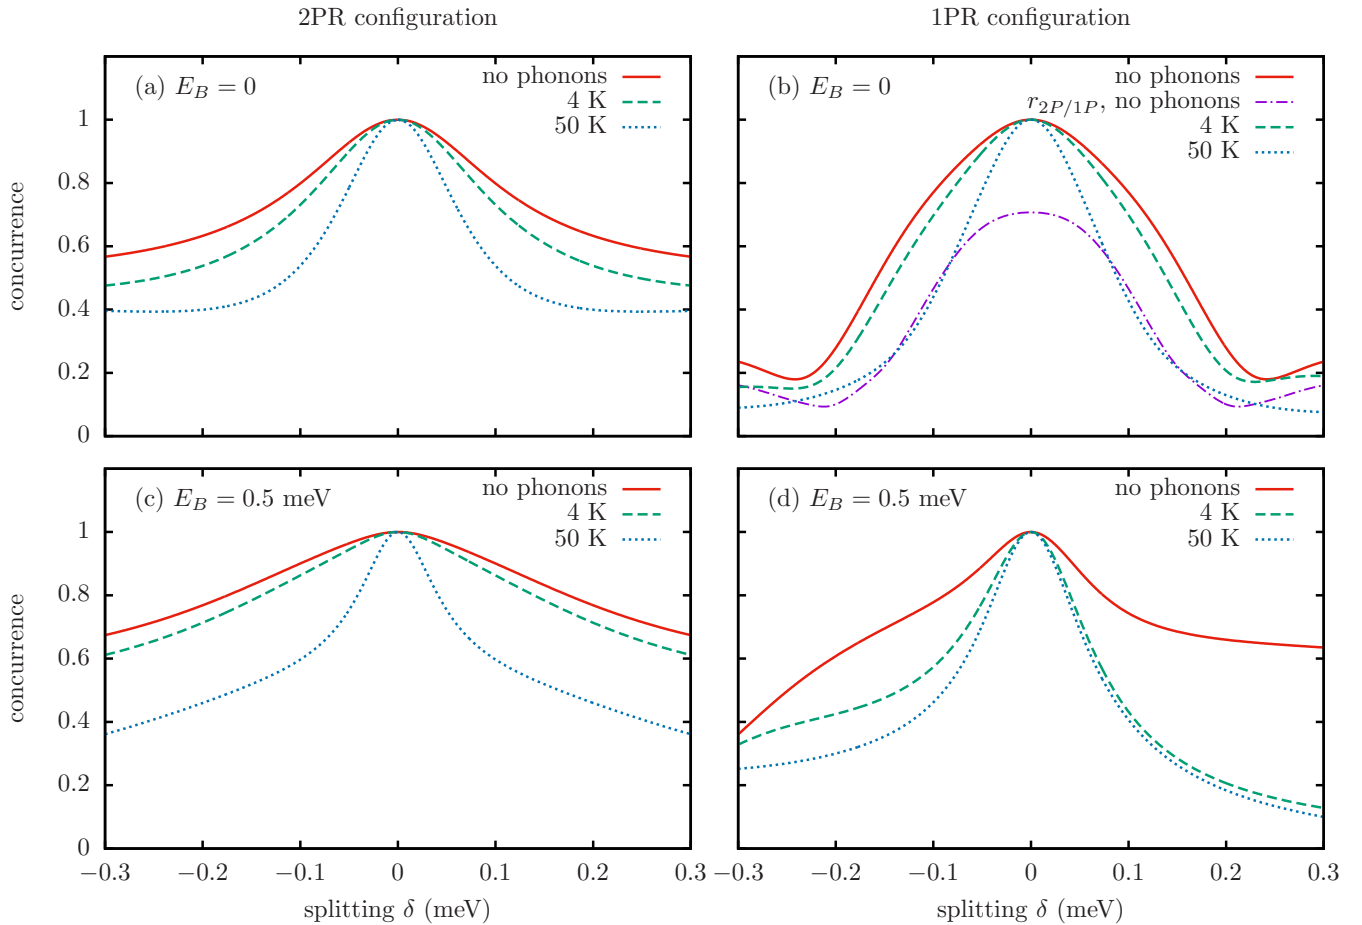 2PR configuration
1PR configuration
(a) E_B = 0
no phonons
4 K
50 K
(b) E_B = 0
no phonons
r_{2P/1P}, no phonons
4 K
50 K
concurrence
1
0.8
0.6
0.4
0.2
0
(c) E_B = 0.5 meV
no phonons
4 K
50 K
(d) E_B = 0.5 meV
no phonons
4 K
50 K
concurrence
1
0.8
0.6
0.4
0.2
0
−0.3 −0.2 −0.1 0 0.1 0.2 0.3
−0.3 −0.2 −0.1 0 0.1 0.2 0.3
splitting δ (meV)
splitting δ (meV)